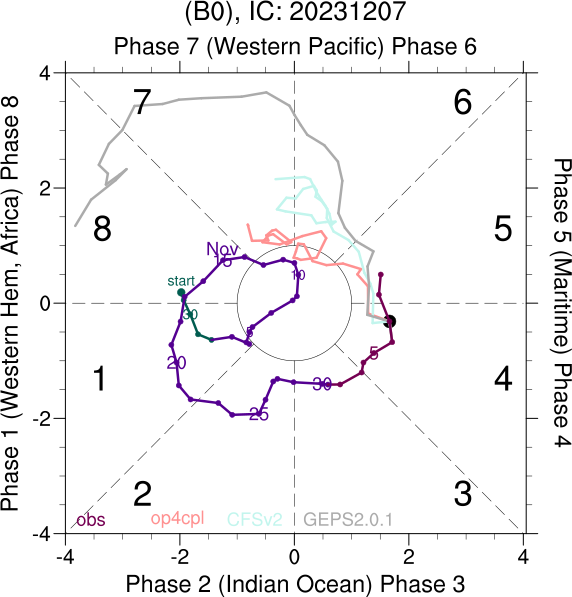 (B0), IC: 20231207
Phase 7 (Western Pacific) Phase 6
4
7
6
2
8
5
Nov
15
start
10
0
30
5
5
20
1
4
30
-2
25
2
3
obs
op4cpl
CFSv2
GEPS2.0.1
-4
-4
-2
0
2
4
Phase 2 (Indian Ocean) Phase 3
Phase 1 (Western Hem, Africa) Phase 8
Phase 5 (Maritime) Phase 4